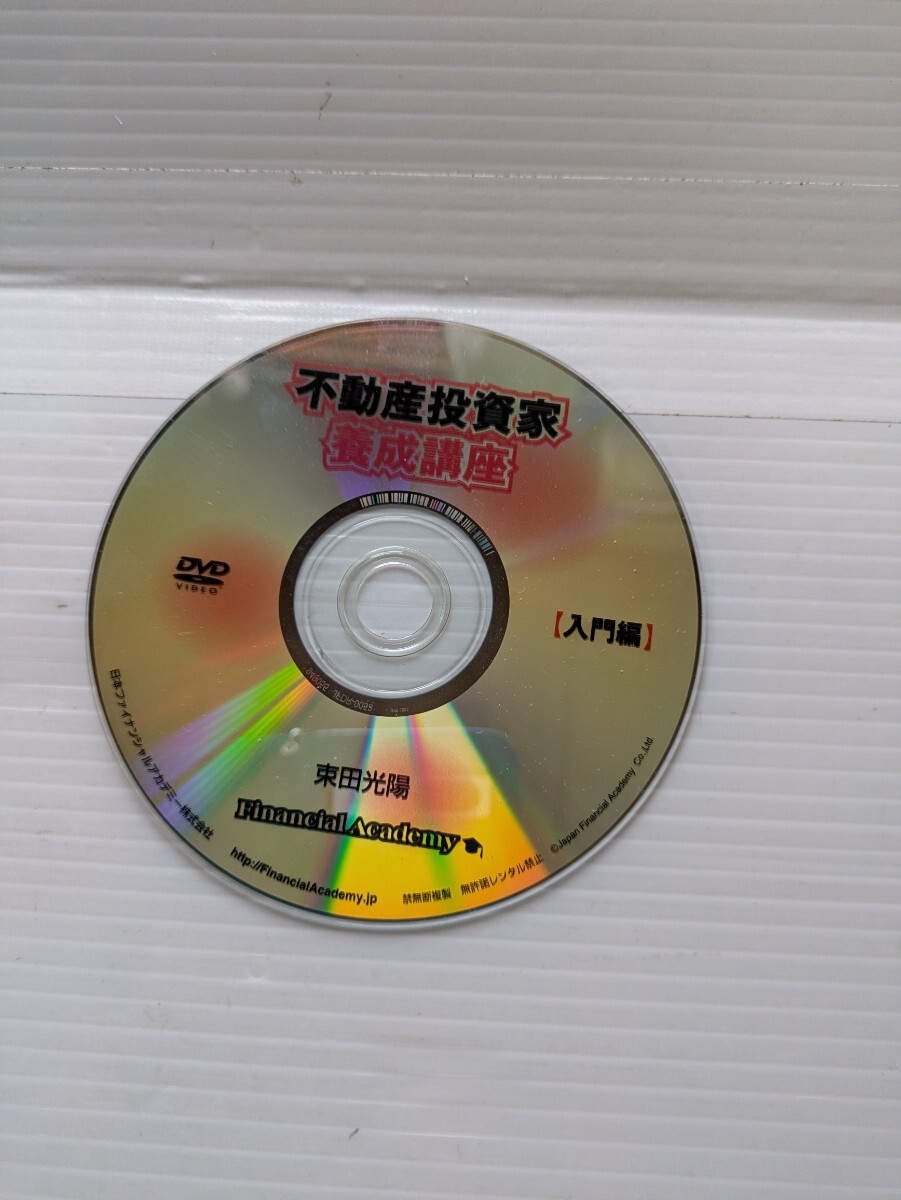 不動産投資家
養成講座
DVD
VIDEO
【入門編】
束田光陽
Financial Academy
日本ファイナンシャルアカデミー株式会社
http://FinancialAcademy.jp
禁無断複製 無許諾レンタル禁止
©Japan Financial Academy Co.,Ltd.